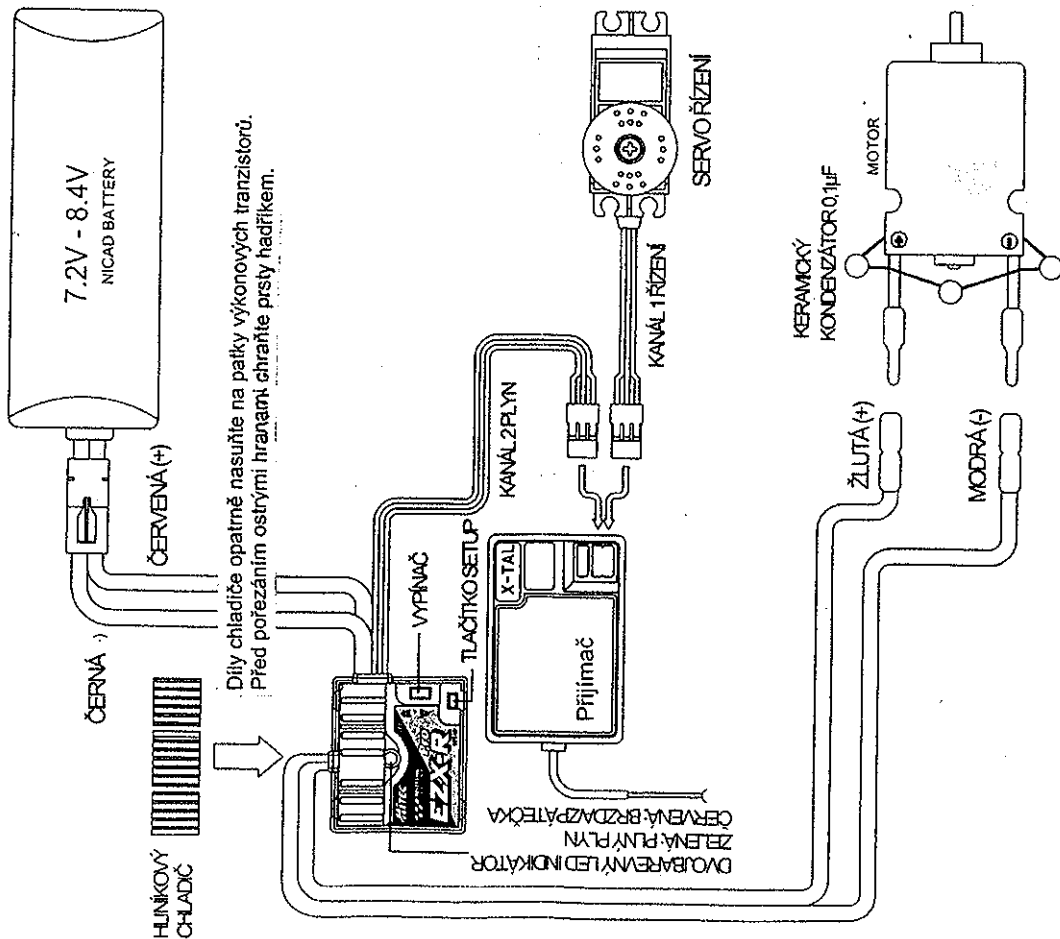 7.2V - 8.4V
NICAD BATTERY
ČERNÁ -)
ČERVENÁ (+)
HLINÍKOVÝ
CHLADIČ
Díly chladiče opatrně nasuňte na patky výkonových tranzistorů.
Před pořezáním ostrými hranami chraňte prsty hadříkem.
VYPÍNAČ
TLAČÍTKO SETUP
EZX-R
DVOJBAREVNÝ LED INDIKÁTOR
ZELENÁ: PLNÝ PLYN
ČERVENÁ: BRZDA/ZPÁTEČKA
KANÁL 2 PLYN
KANÁL 1 ŘÍZENÍ
SERVO ŘÍZENÍ
X-TAL
Přijímač
KERAMICKÝ
KONDENZÁTOR 0,1µF
MOTOR
ŽLUTÁ (+)
MODRÁ (-)